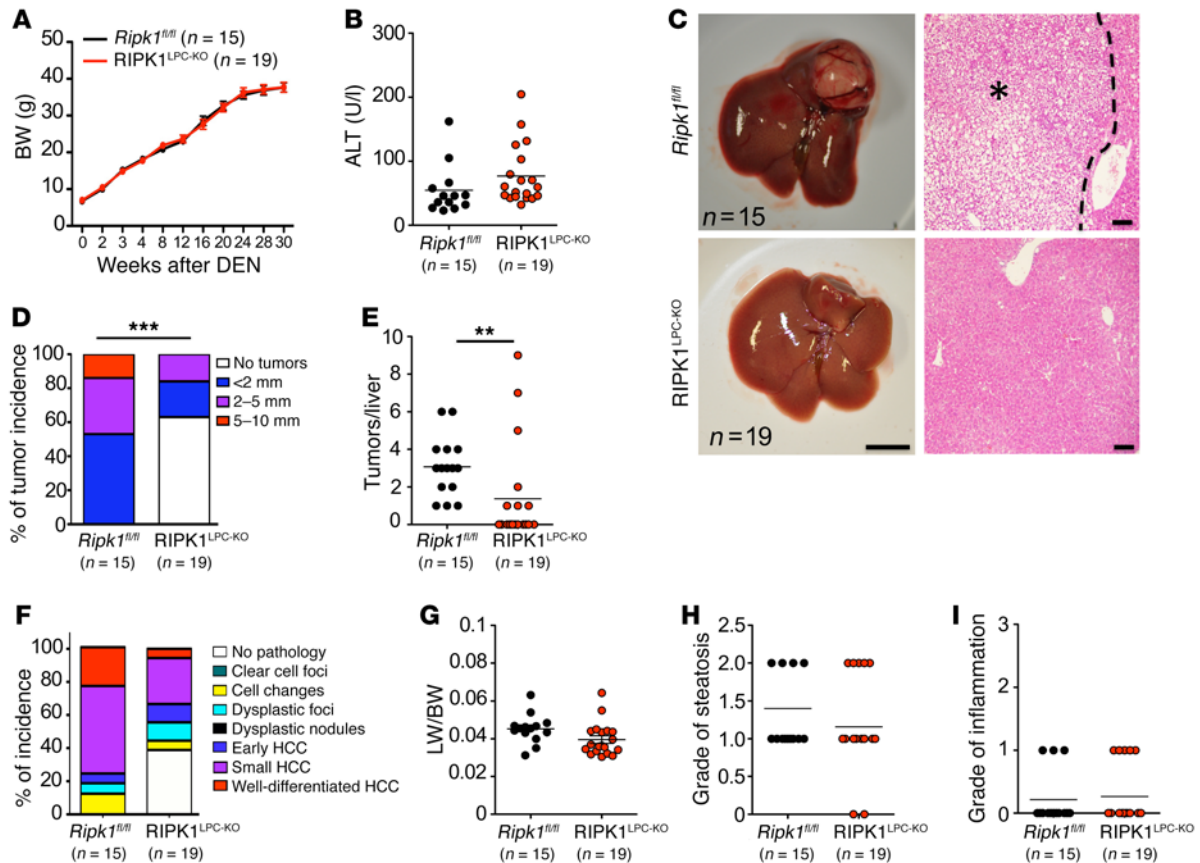 A
Ripk1fl/fl (n = 15)
RIPK1LPC-KO (n = 19)
BW (g)
50
40
30
20
10
0
0 2 3 4 8 12 16 20 24 28 30
Weeks after DEN
B
ALT (U/l)
300
200
100
0
Ripk1fl/fl RIPK1LPC-KO
(n = 15) (n = 19)
C
Ripk1fl/fl
n = 15
*
RIPK1LPC-KO
n = 19
D
***
% of tumor incidence
100
80
60
40
20
0
No tumors
<2 mm
2–5 mm
5–10 mm
Ripk1fl/fl RIPK1LPC-KO
(n = 15) (n = 19)
E
**
Tumors/liver
10
8
6
4
2
0
Ripk1fl/fl RIPK1LPC-KO
(n = 15) (n = 19)
F
% of incidence
100
80
60
40
20
0
No pathology
Clear cell foci
Cell changes
Dysplastic foci
Dysplastic nodules
Early HCC
Small HCC
Well-differentiated HCC
Ripk1fl/fl RIPK1LPC-KO
(n = 15) (n = 19)
G
LW/BW
0.1
0.08
0.06
0.04
0.02
0
Ripk1fl/fl RIPK1LPC-KO
(n = 15) (n = 19)
H
Grade of steatosis
2.5
2.0
1.5
1.0
0.5
0
Ripk1fl/fl RIPK1LPC-KO
(n = 15) (n = 19)
I
Grade of inflammation
3
2
1
0
Ripk1fl/fl RIPK1LPC-KO
(n = 15) (n = 19)